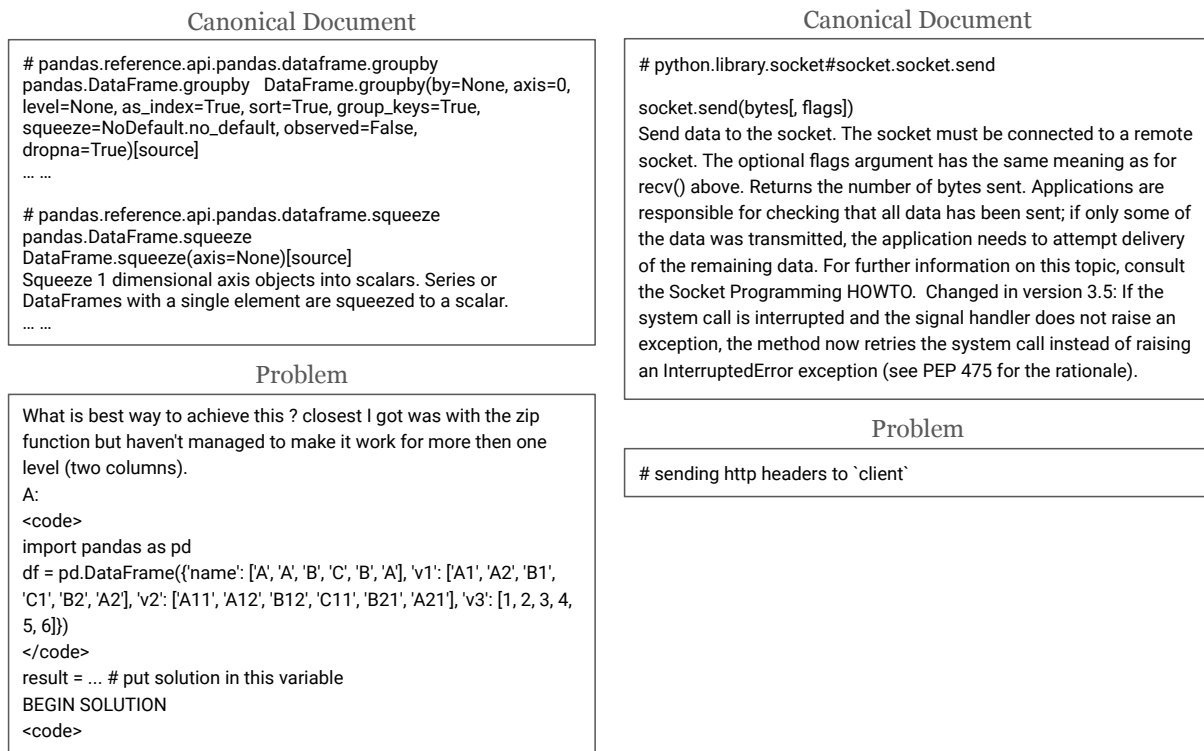 Canonical Document
# pandas.reference.api.pandas.dataframe.groupby
pandas.DataFrame.groupby   DataFrame.groupby(by=None, axis=0,
level=None, as_index=True, sort=True, group_keys=True,
squeeze=NoDefault.no_default, observed=False,
dropna=True)[source]
... ...
# pandas.reference.api.pandas.dataframe.squeeze
pandas.DataFrame.squeeze
DataFrame.squeeze(axis=None)[source]
Squeeze 1 dimensional axis objects into scalars. Series or
DataFrames with a single element are squeezed to a scalar.
... ...
Problem
What is best way to achieve this ? closest I got was with the zip
function but haven't managed to make it work for more then one
level (two columns).
A:
<code>
import pandas as pd
df = pd.DataFrame({'name': ['A', 'A', 'B', 'C', 'B', 'A'], 'v1': ['A1', 'A2', 'B1',
'C1', 'B2', 'A2'], 'v2': ['A11', 'A12', 'B12', 'C11', 'B21', 'A21'], 'v3': [1, 2, 3, 4,
5, 6]})
</code>
result = ... # put solution in this variable
BEGIN SOLUTION
<code>
Canonical Document
# python.library.socket#socket.socket.send
socket.send(bytes[, flags])
Send data to the socket. The socket must be connected to a remote
socket. The optional flags argument has the same meaning as for
recv() above. Returns the number of bytes sent. Applications are
responsible for checking that all data has been sent; if only some of
the data was transmitted, the application needs to attempt delivery
of the remaining data. For further information on this topic, consult
the Socket Programming HOWTO.  Changed in version 3.5: If the
system call is interrupted and the signal handler does not raise an
exception, the method now retries the system call instead of raising
an InterruptedError exception (see PEP 475 for the rationale).
Problem
# sending http headers to `client`